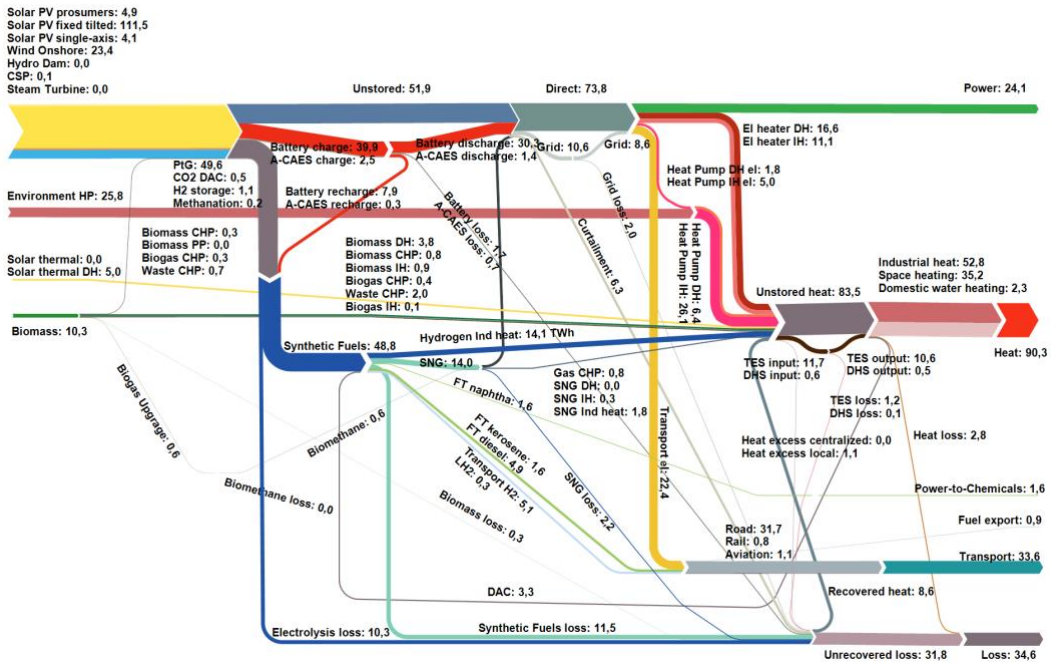 Solar PV prosumers: 4,9
Solar PV fixed tilted: 111,5
Solar PV single-axis: 4,1
Wind Onshore: 23,4
Hydro Dam: 0,0
CSP: 0,1
Steam Turbine: 0,0
Unstored: 51,9
Direct: 73,8
Power: 24,1
Battery charge: 39,9
A-CAES charge: 2,5
Battery discharge: 30,3
A-CAES discharge: 1,4
Grid: 10,6
Grid: 8,6
El heater DH: 16,6
El heater IH: 11,1
PtG: 49,6
CO2 DAC: 0,5
H2 storage: 1,1
Methanation: 0,2
Heat Pump DH el: 1,8
Heat Pump IH el: 5,0
Environment HP: 25,8
Battery recharge: 7,9
A-CAES recharge: 0,3
Battery loss: 1,7
A-CAES loss: 0,7
Grid loss: 2,0
Curtailment: 6,3
Heat Pump DH: 6,4
Heat Pump IH: 26,1
Biomass CHP: 0,3
Biomass PP: 0,0
Biogas CHP: 0,3
Waste CHP: 0,7
Biomass DH: 3,8
Biomass CHP: 0,8
Biomass IH: 0,9
Biogas CHP: 0,4
Waste CHP: 2,0
Biogas IH: 0,1
Solar thermal: 0,0
Solar thermal DH: 5,0
Industrial heat: 52,8
Space heating: 35,2
Domestic water heating: 2,3
Unstored heat: 83,5
Biomass: 10,3
Hydrogen Ind heat: 14,1 TWh
Synthetic Fuels: 48,8
SNG: 14,0
Heat: 90,3
Gas CHP: 0,8
SNG DH: 0,0
SNG IH: 0,3
SNG Ind heat: 1,8
TES input: 11,7
DHS input: 0,6
TES output: 10,6
DHS output: 0,5
TES loss: 1,2
DHS loss: 0,1
FT naphtha: 1,6
Biogas Upgrage: 0,6
Biomethane: 0,6
FT kerosene: 1,6
FT diesel: 4,9
Transport H2: 5,1
LH2: 0,3
Transport el: 22,4
Heat excess centralized: 0,0
Heat excess local: 1,1
Heat loss: 2,8
Biomethane loss: 0,0
Biomass loss: 0,3
SNG loss: 2,2
Power-to-Chemicals: 1,6
Fuel export: 0,9
Road: 31,7
Rail: 0,8
Aviation: 1,1
Transport: 33,6
DAC: 3,3
Recovered heat: 8,6
Electrolysis loss: 10,3
Synthetic Fuels loss: 11,5
Unrecovered loss: 31,8
Loss: 34,6